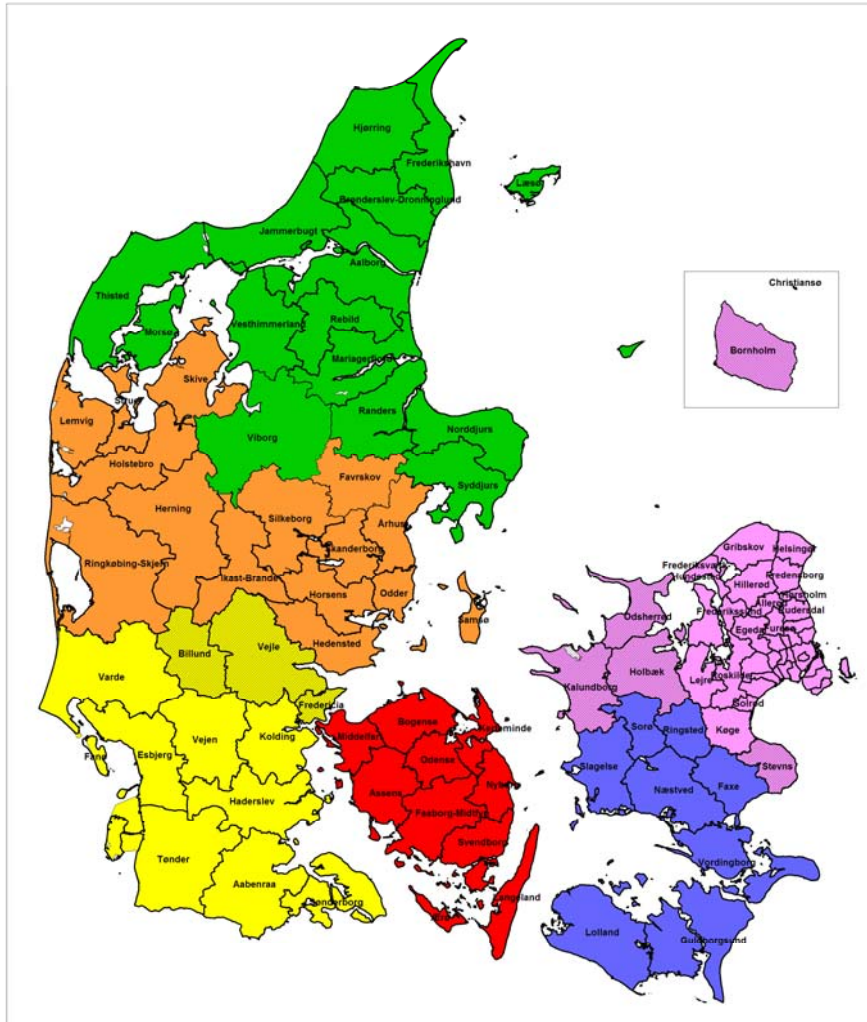 Hjørring
Frederikshavn
Læsø
Brønderslev-Dronninglund
Jammerbugt
Aalborg
Christiansø
Thisted
Rebild
Vesthimmerland
Morsø
Bornholm
Mariagerfjord
Skive
Struer
Randers
Lemvig
Norddjurs
Viborg
Holstebro
Favrskov
Syddjurs
Herning
Silkeborg
Århus
Gribskov
Helsingør
Skanderborg
Ringkøbing-Skjern
Frederiksværk-
Hundested
Fredensborg
Ikast-Brande
Hillerød
Horsens
Odder
Hørsholm
Allerød
Rudersdal
Odsherred
Frederikssund
Samsø
Egedal
Furesø
Hedensted
Billund
Vejle
Varde
Holbæk
Roskilde
Lejre
Kalundborg
Fredericia
Solrød
Bogense
Kerteminde
Sorø
Ringsted
Køge
Vejen
Kolding
Middelfart
Fanø
Esbjerg
Odense
Slagelse
Stevns
Nyborg
Assens
Næstved
Faxe
Haderslev
Faaborg-Midtfyn
Svendborg
Vordingborg
Tønder
Aabenraa
Sønderborg
Langeland
Ærø
Lolland
Guldborgsund